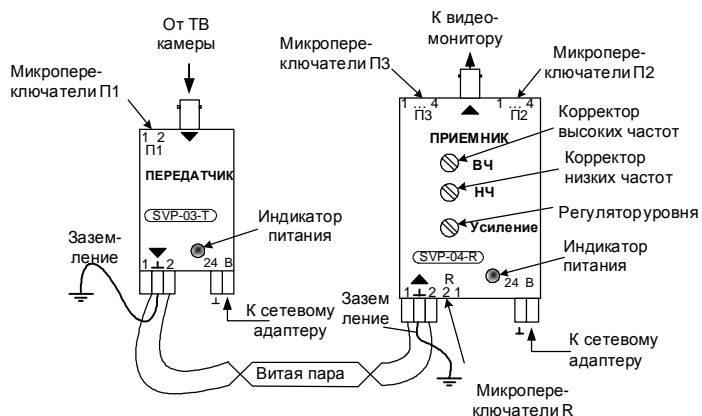 От ТВ
камеры
Микропере-
ключатели П1
1 2
П1
ПЕРЕДАТЧИК
SVP-03-T
Индикатор
питания
Зазем-
ление
1 ⊥ 2
24 В
⊥
К сетевому
адаптеру
Витая пара
К видео-
монитору
Микропере-
ключатели П3
Микропере-
ключатели П2
1 ... 4
П3
1 ... 4
П2
ПРИЕМНИК
Корректор
высоких частот
ВЧ
Корректор
низких частот
НЧ
Регулятор уровня
Усиление
SVP-04-R
Индикатор
питания
R
1 ⊥ 2
2 1
24 В
⊥
Зазем
ление
К сетевому
адаптеру
Микропере-
ключатели R